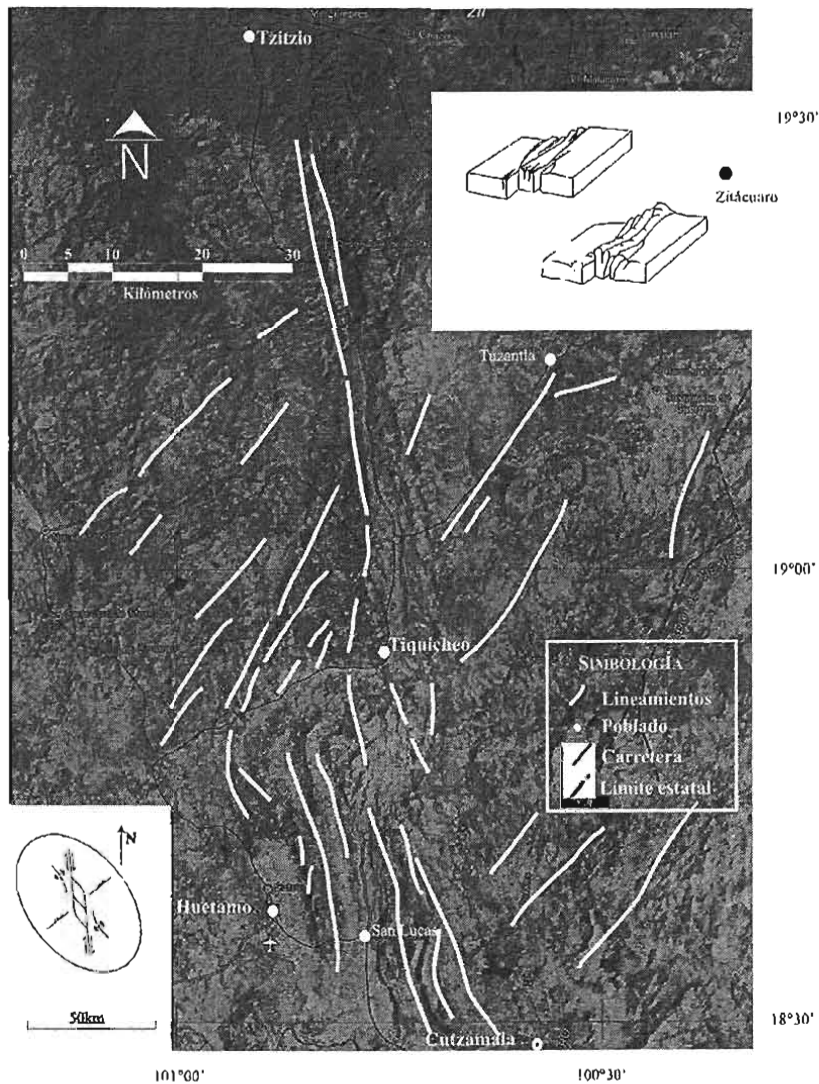 Tzitzio
19°30'
N
Zitácuaro
0 5 10 20 30
Kilómetros
Tuzantla
19°00'
Tiquicheo
SIMBOLOGÍA
Lineamientos
Poblado
Carretera
Límite estatal
N
Huetamo
San Lucas
50km
18°30'
Cutzamala
101°00'
100°30'